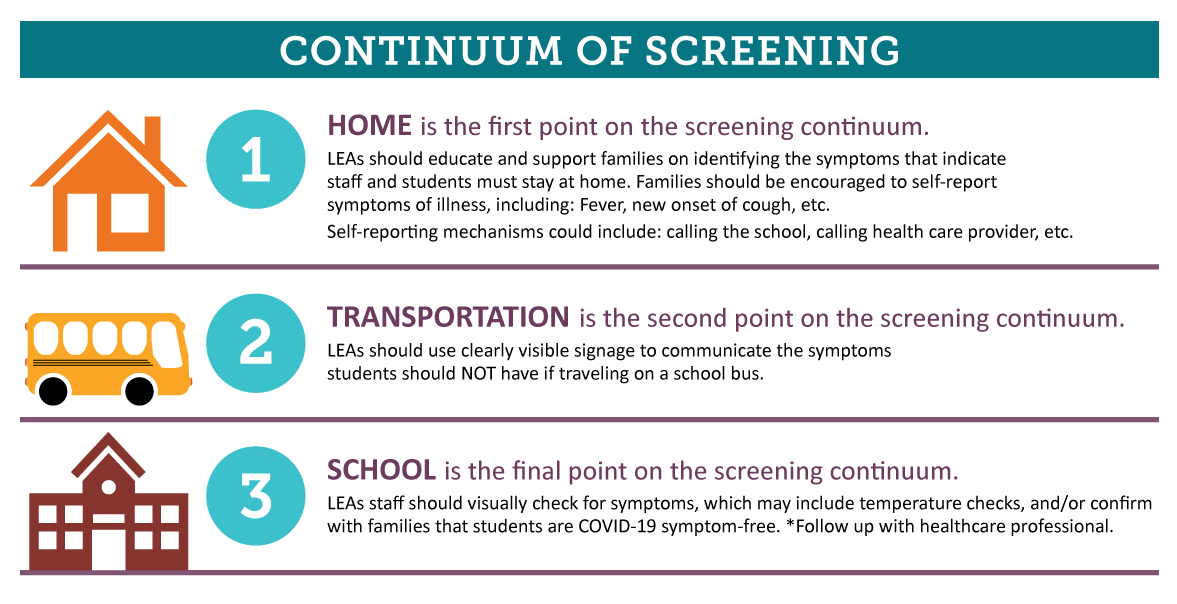 CONTINUUM OF SCREENING
1
HOME is the first point on the screening continuum.
LEAs should educate and support families on identifying the symptoms that indicate
staff and students must stay at home. Families should be encouraged to self-report
symptoms of illness, including: Fever, new onset of cough, etc.
Self-reporting mechanisms could include: calling the school, calling health care provider, etc.
2
TRANSPORTATION is the second point on the screening continuum.
LEAs should use clearly visible signage to communicate the symptoms
students should NOT have if traveling on a school bus.
3
SCHOOL is the final point on the screening continuum.
LEAs staff should visually check for symptoms, which may include temperature checks, and/or confirm
with families that students are COVID-19 symptom-free. *Follow up with healthcare professional.